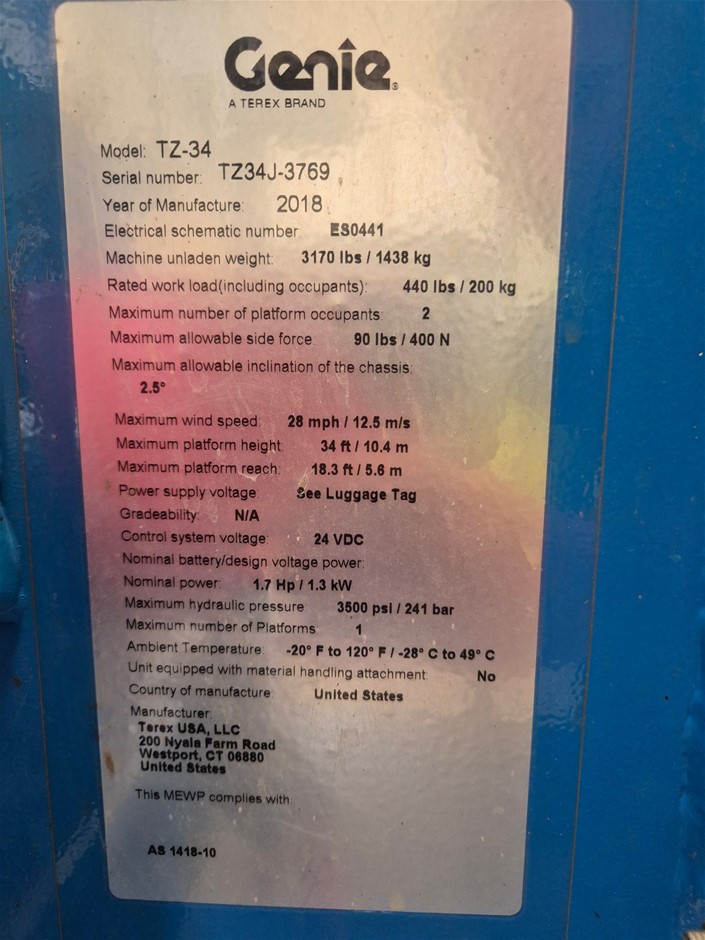 Genie®
A TEREX BRAND
Model: TZ-34
Serial number: TZ34J-3769
Year of Manufacture: 2018
Electrical schematic number ES0441
Machine unladen weight: 3170 lbs / 1438 kg
Rated work load(including occupants): 440 lbs / 200 kg
Maximum number of platform occupants 2
Maximum allowable side force 90 lbs / 400 N
Maximum allowable inclination of the chassis:
2.5°
Maximum wind speed: 28 mph / 12.5 m/s
Maximum platform height: 34 ft / 10.4 m
Maximum platform reach: 18.3 ft / 5.6 m
Power supply voltage: See Luggage Tag
Gradeability: N/A
Control system voltage: 24 VDC
Nominal battery/design voltage power:
Nominal power: 1.7 Hp / 1.3 kW
Maximum hydraulic pressure 3500 psi / 241 bar
Maximum number of Platforms: 1
Ambient Temperature: -20° F to 120° F / -28° C to 49° C
Unit equipped with material handling attachment: No
Country of manufacture United States
Manufacturer:
Terex USA, LLC
200 Nyala Farm Road
Westport, CT 06880
United States
This MEWP complies with:
AS 1418-10